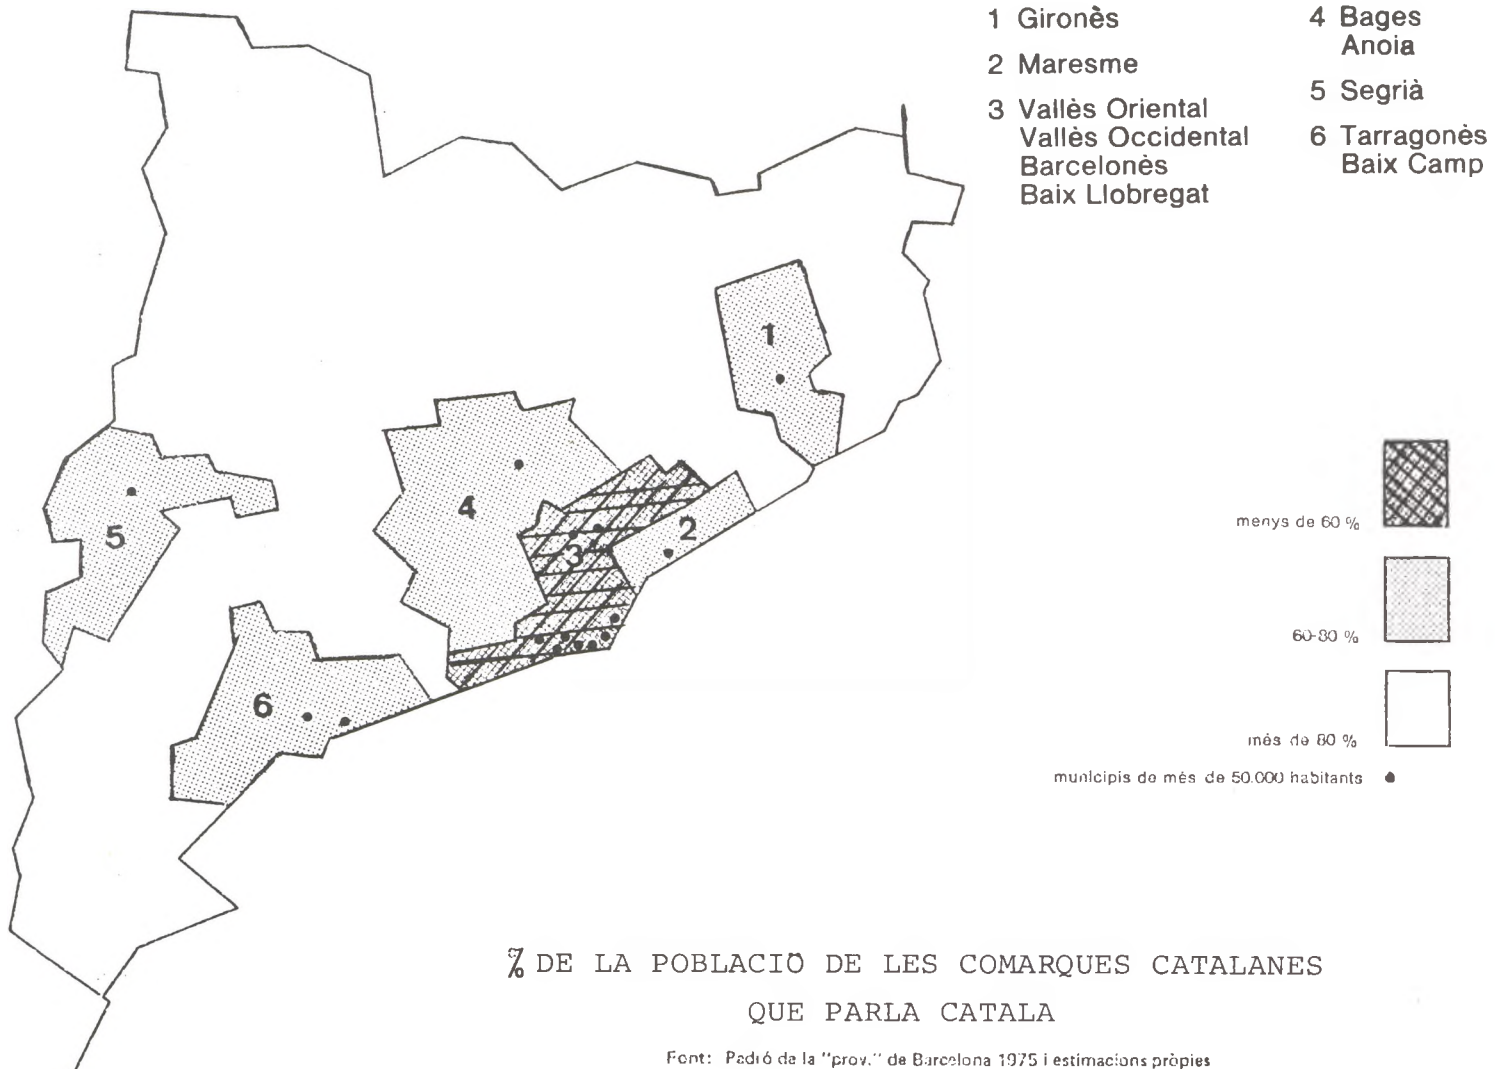 1 Gironès
2 Maresme
3 Vallès Oriental
Vallès Occidental
Barcelonès
Baix Llobregat
4 Bages
Anoia
5 Segrià
6 Tarragonès
Baix Camp
1
2
3
4
5
6
menys de 60 %
60-80 %
més de 80 %
municipis de més de 50.000 habitants
% DE LA POBLACIÓ DE LES COMARQUES CATALANES
QUE PARLA CATALA
Font: Padró de la "prov." de Barcelona 1975 i estimacions pròpies